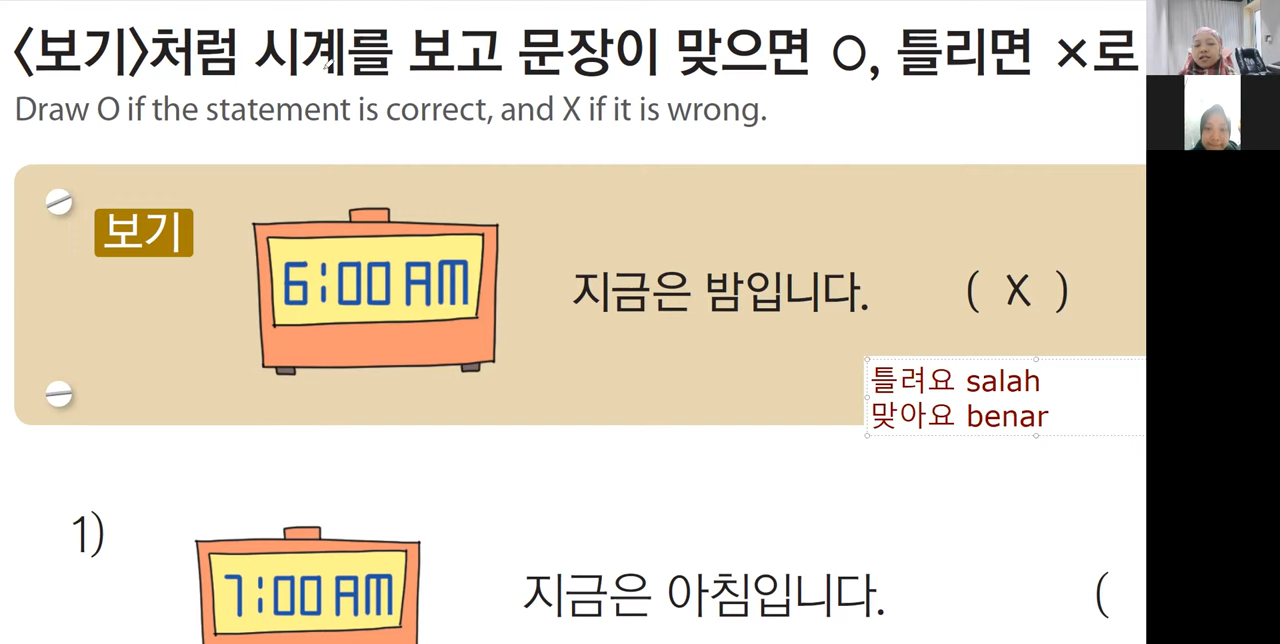 〈보기〉처럼 시계를 보고 문장이 맞으면 ○, 틀리면 ×로
Draw O if the statement is correct, and X if it is wrong.
보기
6:00 AM
지금은 밤입니다. ( X )
틀려요 salah
맞아요 benar
1)
7:00 AM
지금은 아침입니다. (